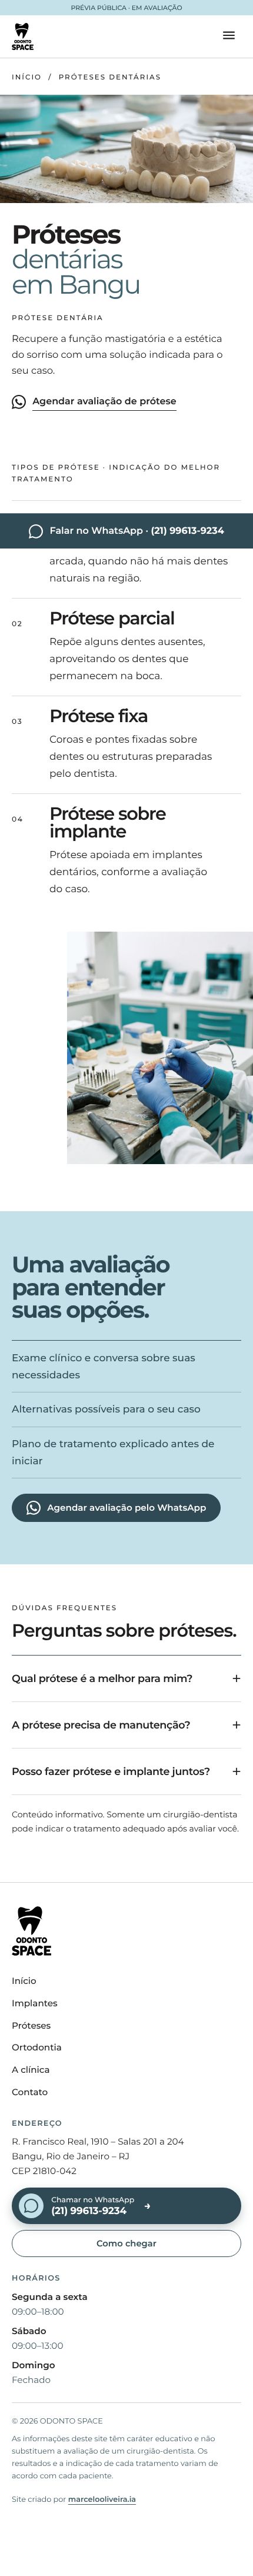 PRÉVIA PÚBLICA · EM AVALIAÇÃO
ODONTO
SPACE
INÍCIO / PRÓTESES DENTÁRIAS
Próteses
dentárias
em Bangu
PRÓTESE DENTÁRIA
Recupere a função mastigatória e a estética
do sorriso com uma solução indicada para o
seu caso.
Agendar avaliação de prótese
TIPOS DE PRÓTESE · INDICAÇÃO DO MELHOR
TRATAMENTO
Falar no WhatsApp · (21) 99613-9234
arcada, quando não há mais dentes
naturais na região.
02
Prótese parcial
Repõe alguns dentes ausentes,
aproveitando os dentes que
permanecem na boca.
03
Prótese fixa
Coroas e pontes fixadas sobre
dentes ou estruturas preparadas
pelo dentista.
04
Prótese sobre
implante
Prótese apoiada em implantes
dentários, conforme a avaliação
do caso.
Uma avaliação
para entender
suas opções.
Exame clínico e conversa sobre suas
necessidades
Alternativas possíveis para o seu caso
Plano de tratamento explicado antes de
iniciar
Agendar avaliação pelo WhatsApp
DÚVIDAS FREQUENTES
Perguntas sobre próteses.
Qual prótese é a melhor para mim? +
A prótese precisa de manutenção? +
Posso fazer prótese e implante juntos? +
Conteúdo informativo. Somente um cirurgião-dentista
pode indicar o tratamento adequado após avaliar você.
ODONTO
SPACE
Início
Implantes
Próteses
Ortodontia
A clínica
Contato
ENDEREÇO
R. Francisco Real, 1910 – Salas 201 a 204
Bangu, Rio de Janeiro – RJ
CEP 21810-042
Chamar no WhatsApp
(21) 99613-9234 →
Como chegar
HORÁRIOS
Segunda a sexta
09:00–18:00
Sábado
09:00–13:00
Domingo
Fechado
© 2026 ODONTO SPACE
As informações deste site têm caráter educativo e não
substituem a avaliação de um cirurgião-dentista. Os
resultados e a indicação de cada tratamento variam de
acordo com cada paciente.
Site criado por marcelooliveira.ia